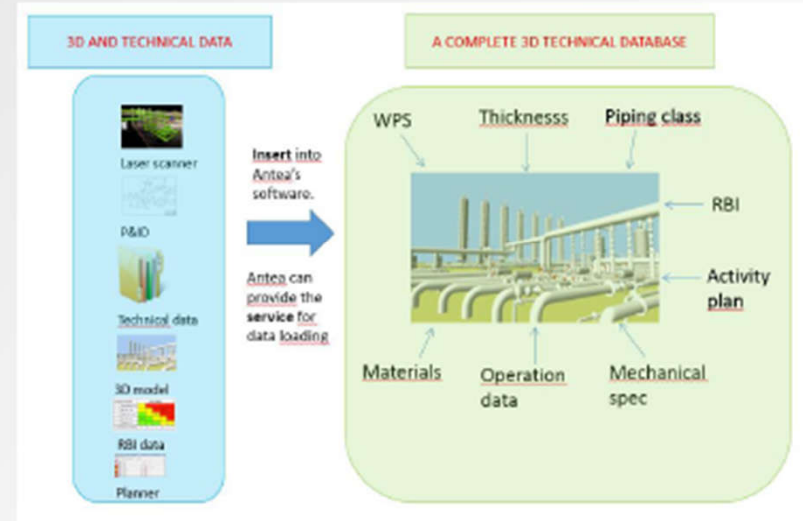 3D AND TECHNICAL DATA
A COMPLETE 3D TECHNICAL DATABASE
Laser scanner
P&ID
Technical data
3D model
RBI data
Planner
Insert into
Antea's
software.
Antea can
provide the
service for
data loading
WPS
Thicknesss
Piping class
RBI
Activity
plan
Materials
Operation
data
Mechanical
spec